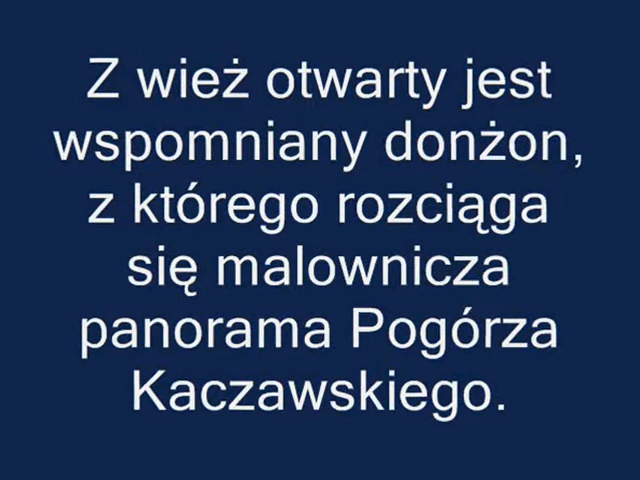 Z wież otwarty jest
wspomniany donżon,
z którego rozciąga
się malownicza
panorama Pogórza
Kaczawskiego.